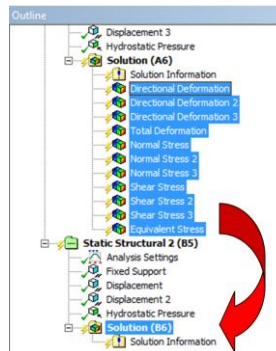 Outline
Displacement 3
Hydrostatic Pressure
Solution (A6)
Solution Information
Directional Deformation
Directional Deformation 2
Directional Deformation 3
Total Deformation
Normal Stress
Normal Stress 2
Normal Stress 3
Shear Stress
Shear Stress 2
Shear Stress 3
Equivalent Stress
Static Structural 2 (B5)
Analysis Settings
Fixed Support
Displacement
Displacement 2
Hydrostatic Pressure
Solution (B6)
Solution Information